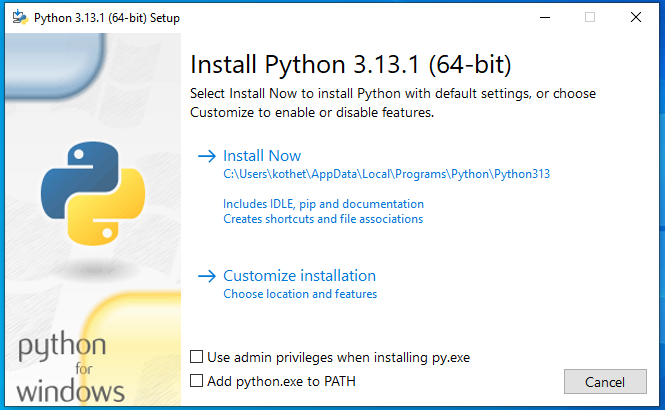 Python 3.13.1 (64-bit) Setup
Install Python 3.13.1 (64-bit)
Select Install Now to install Python with default settings, or choose
Customize to enable or disable features.
Install Now
C:\Users\kothet\AppData\Local\Programs\Python\Python313
Includes IDLE, pip and documentation
Creates shortcuts and file associations
Customize installation
Choose location and features
Use admin privileges when installing py.exe
Add python.exe to PATH
Cancel
python
for
windows